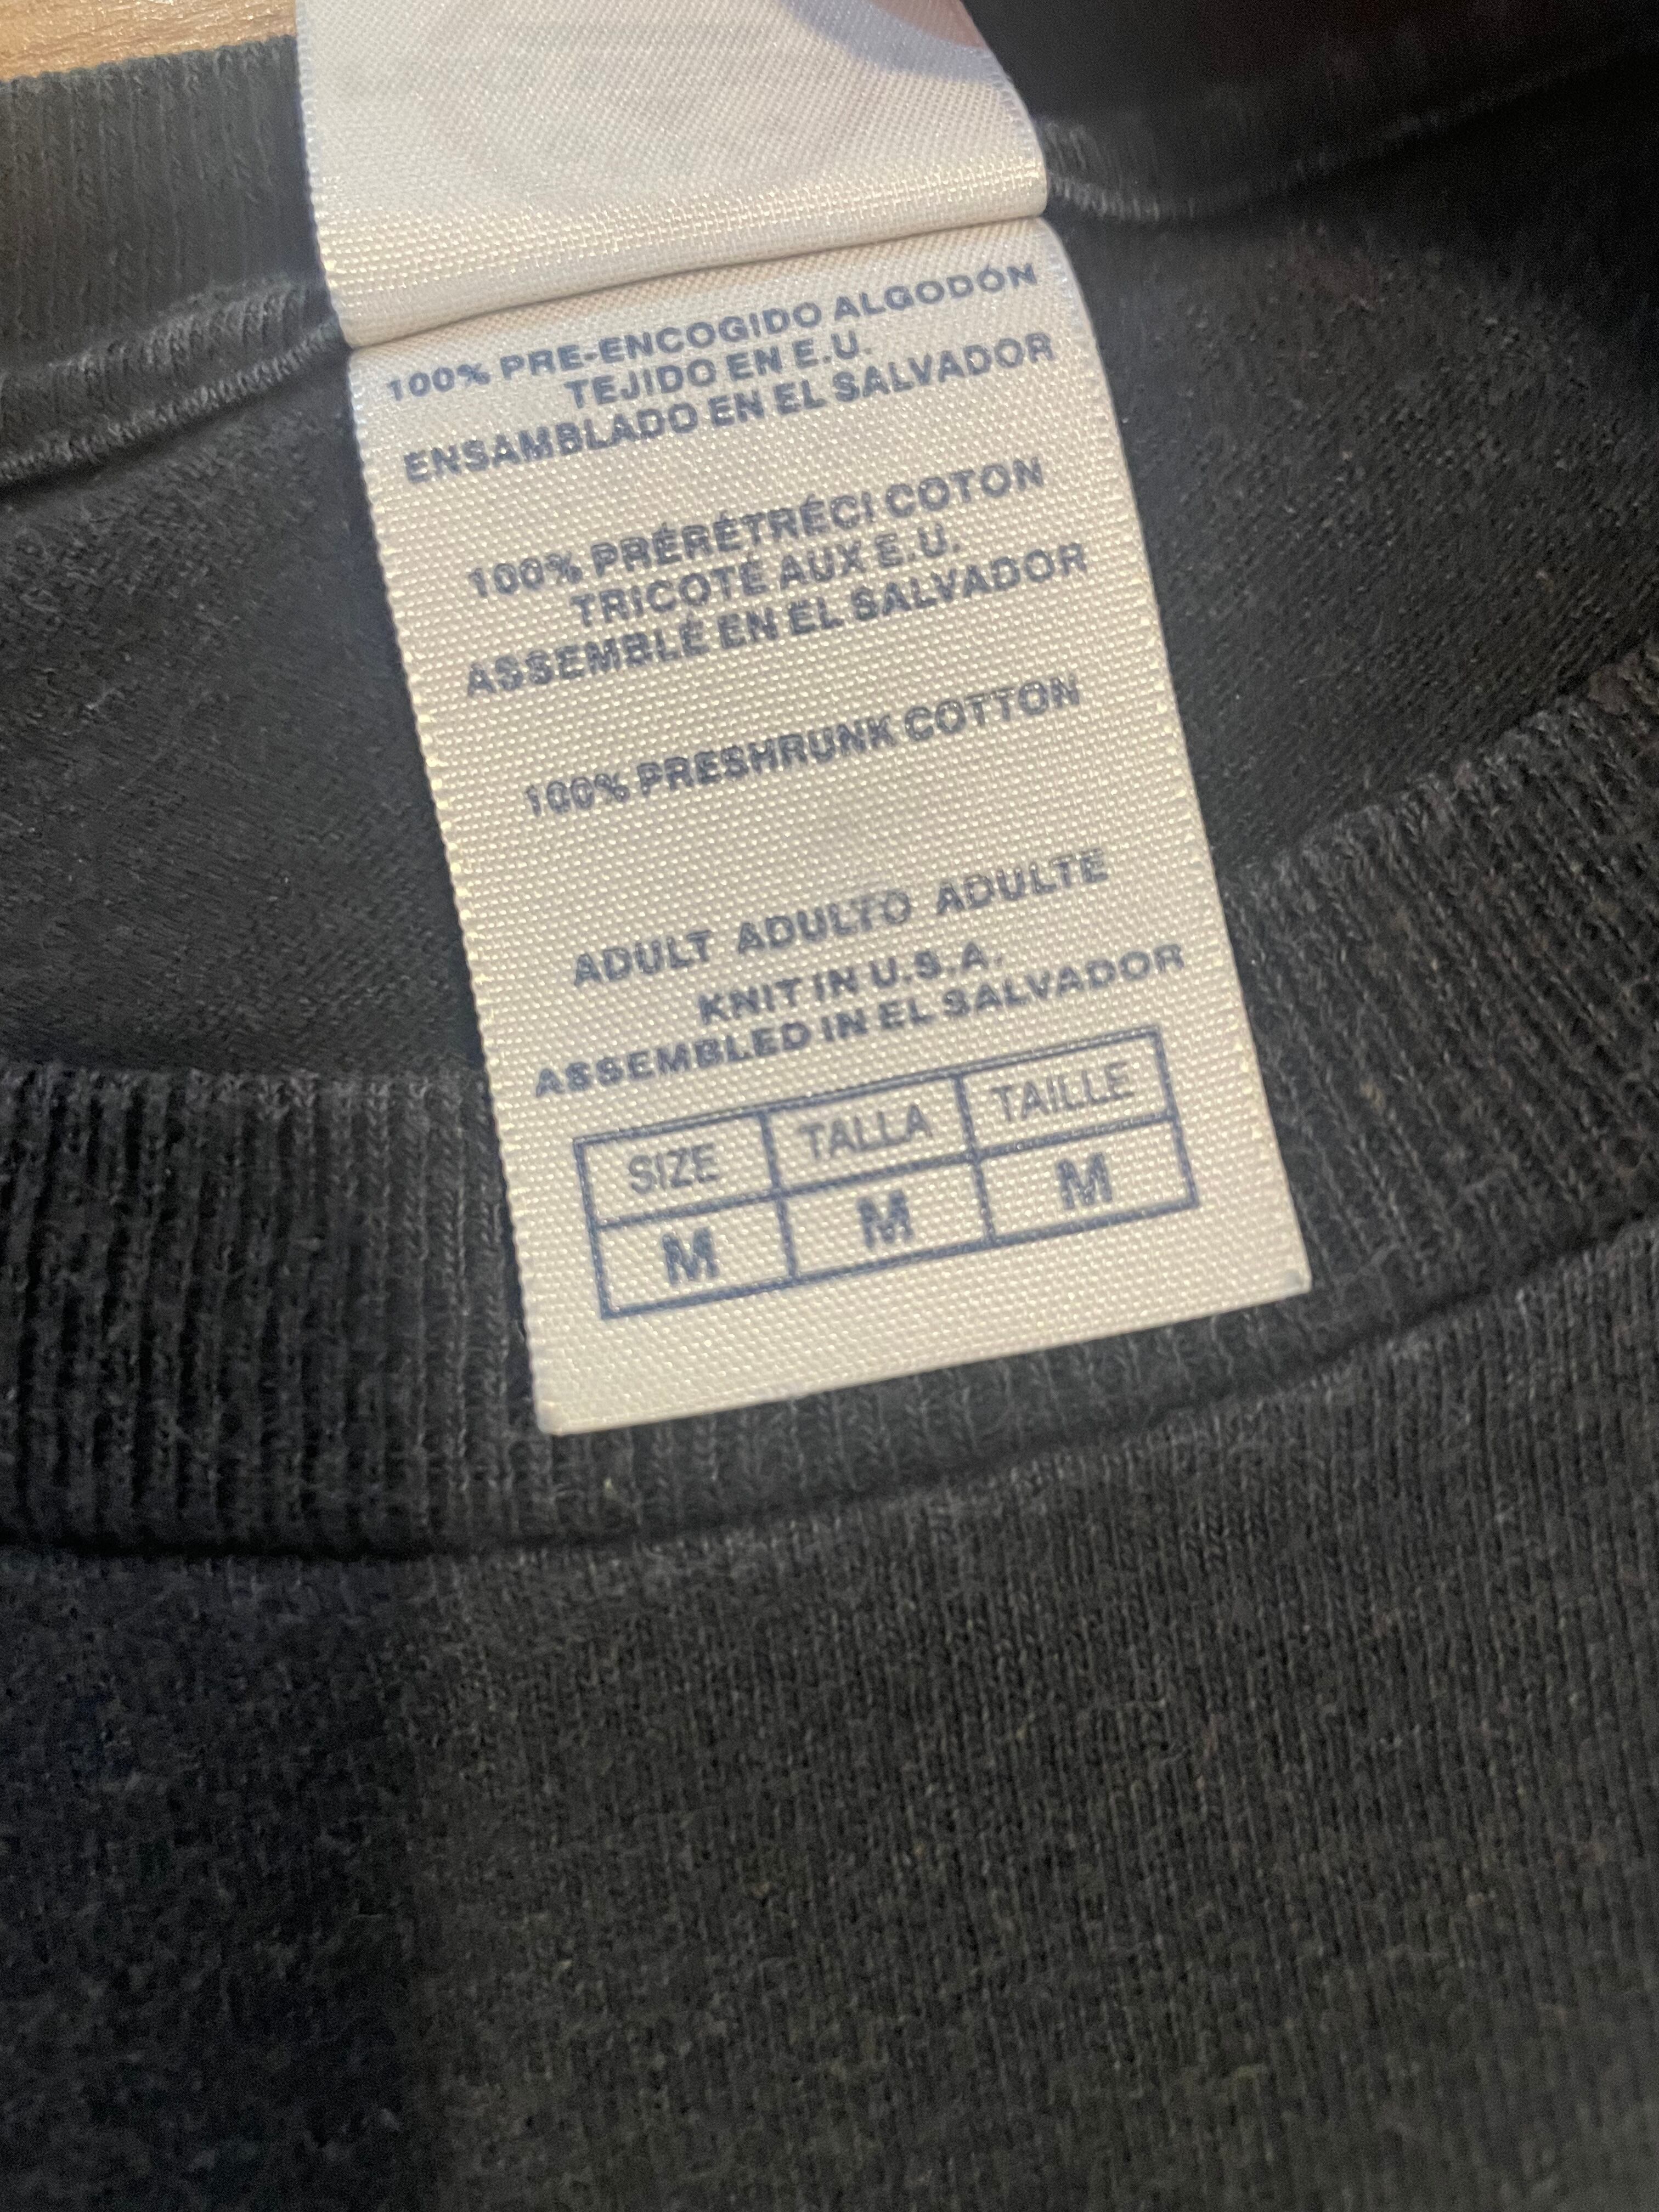 100% PRE-ENCOGIDO ALGODÓN
TEJIDO EN E.U.
ENSAMBLADO EN EL SALVADOR
100% PRÉRÉTRÉCI COTON
TRICOTÉ AUX E.U.
ASSEMBLÉ EN EL SALVADOR
100% PRESHRUNK COTTON
ADULT ADULTO ADULTE
KNIT IN U.S.A.
ASSEMBLED IN EL SALVADOR
SIZE TALLA TAILLE
M M M